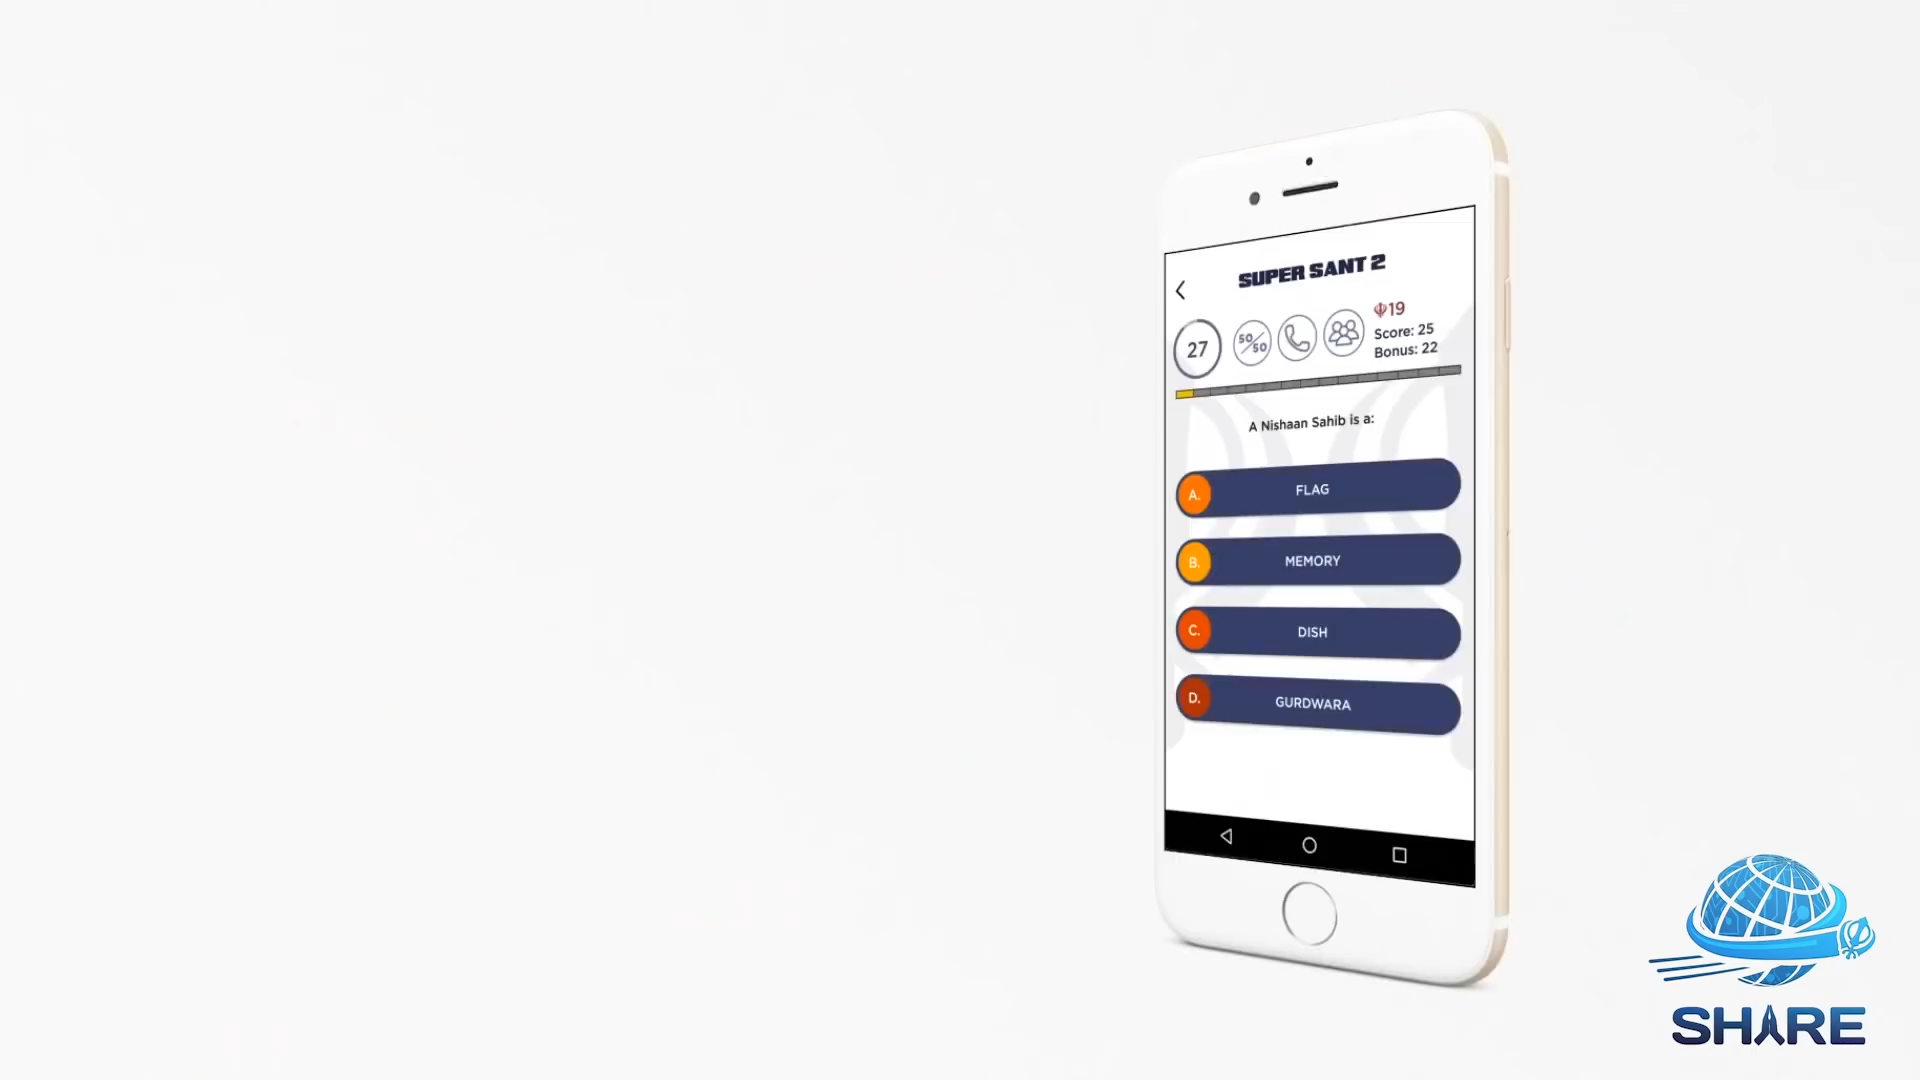 SUPER SANT 2
27
50/50
19
Score: 25
Bonus: 22
A Nishaan Sahib is a:
A. FLAG
B. MEMORY
C. DISH
D. GURDWARA
SHARE